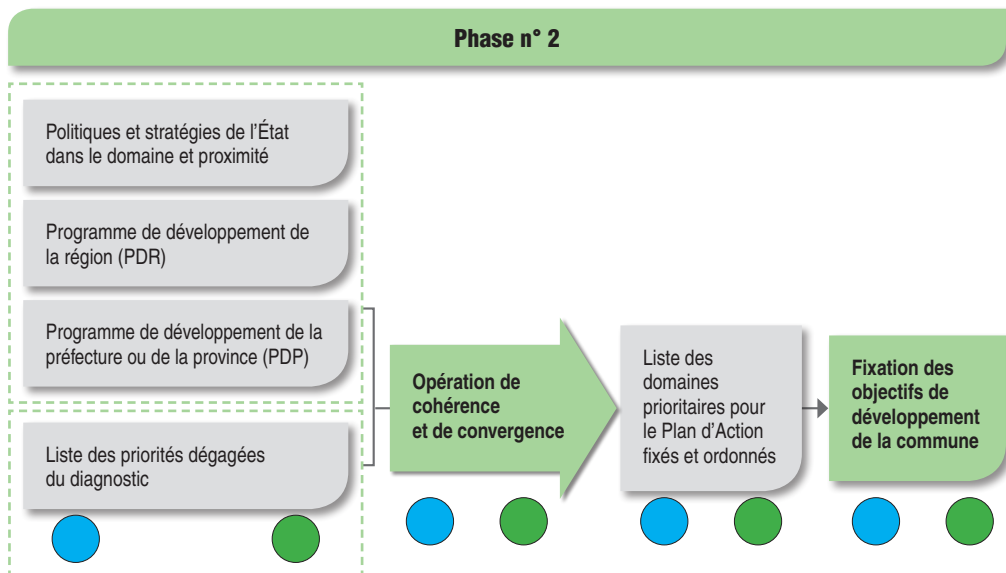 Phase n° 2
Politiques et stratégies de l’État
dans le domaine et proximité
Programme de développement de
la région (PDR)
Programme de développement de la
préfecture ou de la province (PDP)
Liste des priorités dégagées
du diagnostic
Opération de
cohérence
et de convergence
Liste des
domaines
prioritaires pour
le Plan d’Action
fixés et ordonnés
Fixation des
objectifs de
développement
de la commune